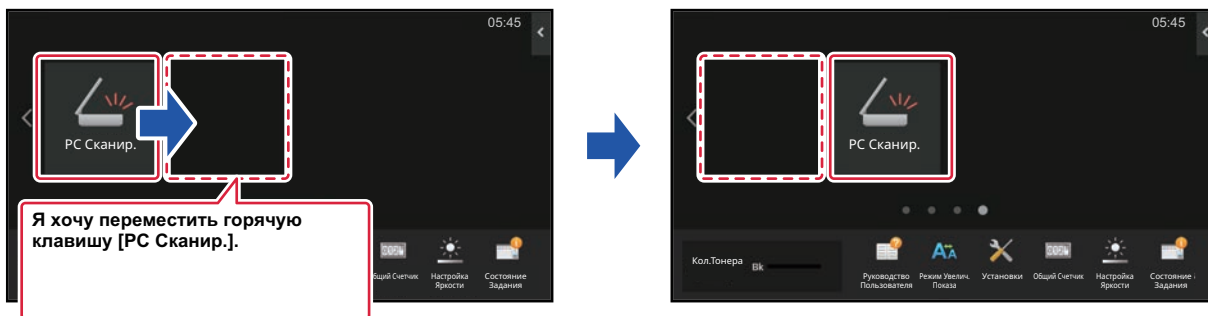 05:45
PC Сканир.
Я хочу переместить горячую
клавишу [PC Сканир.].
бщий Счетчик
Настройка
Яркости
Состояние
Задания
05:45
PC Сканир.
Кол.Тонера
Bk
Руководство
Пользователя
Режим Увелич.
Показа
Установки
Общий Счетчик
Настройка
Яркости
Состояние
Задания